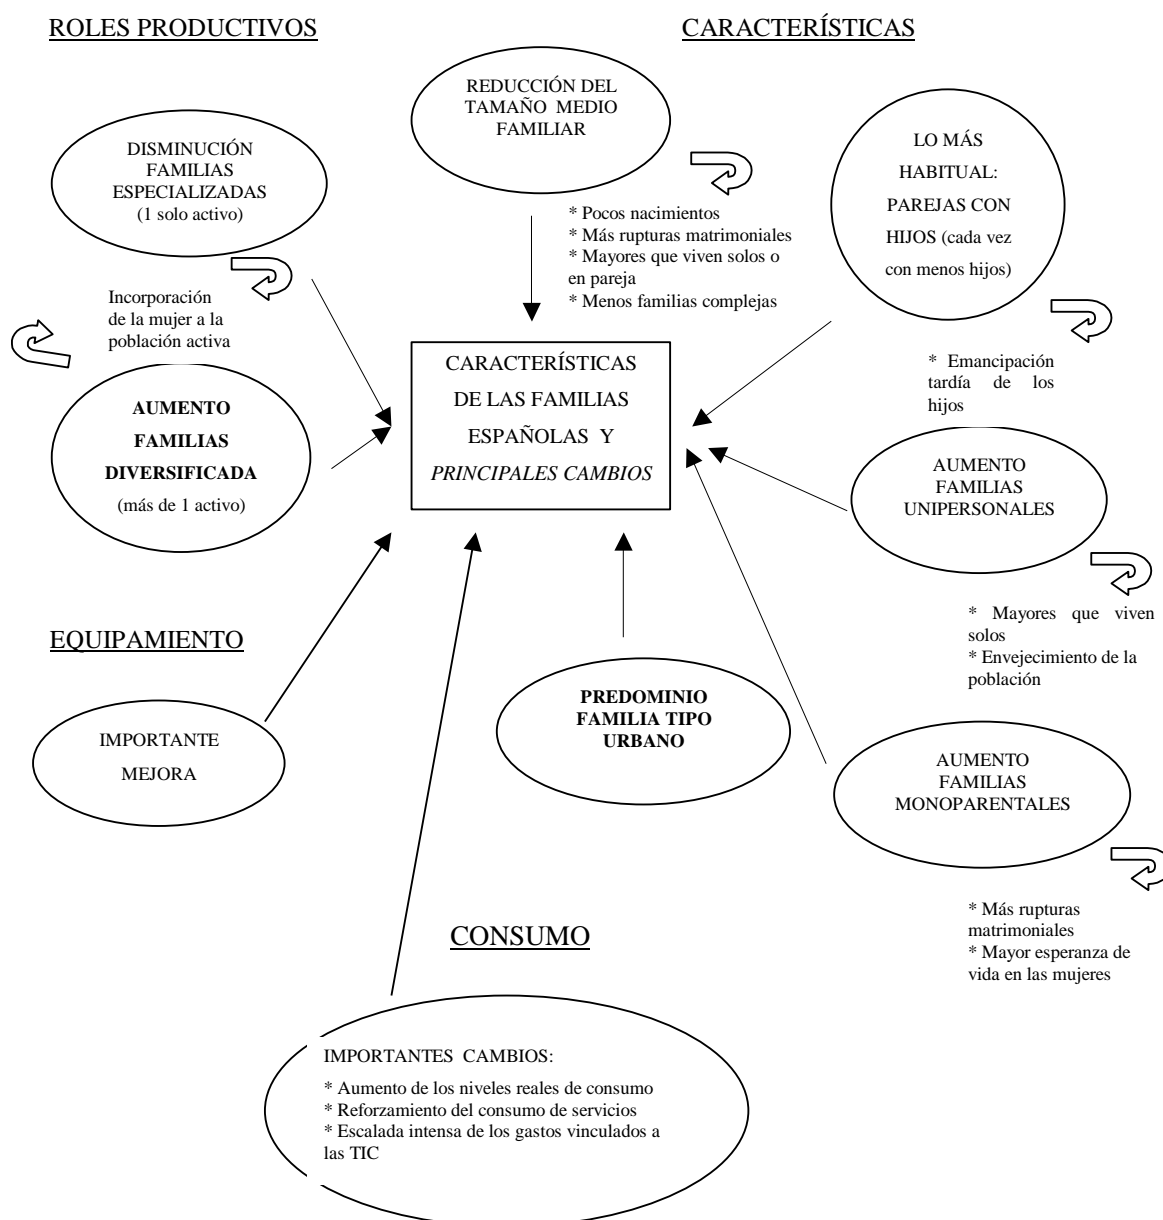 ROLES PRODUCTIVOS
CARACTERÍSTICAS
REDUCCIÓN DEL
TAMAÑO MEDIO
FAMILIAR
* Pocos nacimientos
* Más rupturas matrimoniales
* Mayores que viven solos o
en pareja
* Menos familias complejas
LO MÁS
HABITUAL:
PAREJAS CON
HIJOS (cada vez
con menos hijos)
* Emancipación
tardía de los
hijos
DISMINUCIÓN
FAMILIAS
ESPECIALIZADAS
(1 solo activo)
Incorporación
de la mujer a la
población activa
AUMENTO
FAMILIAS
DIVERSIFICADA
(más de 1 activo)
CARACTERÍSTICAS
DE LAS FAMILIAS
ESPAÑOLAS Y
PRINCIPALES CAMBIOS
AUMENTO
FAMILIAS
UNIPERSONALES
* Mayores que viven
solos
* Envejecimiento de la
población
EQUIPAMIENTO
IMPORTANTE
MEJORA
PREDOMINIO
FAMILIA TIPO
URBANO
AUMENTO
FAMILIAS
MONOPARENTALES
* Más rupturas
matrimoniales
* Mayor esperanza de
vida en las mujeres
CONSUMO
IMPORTANTES CAMBIOS:
* Aumento de los niveles reales de consumo
* Reforzamiento del consumo de servicios
* Escalada intensa de los gastos vinculados a
las TIC